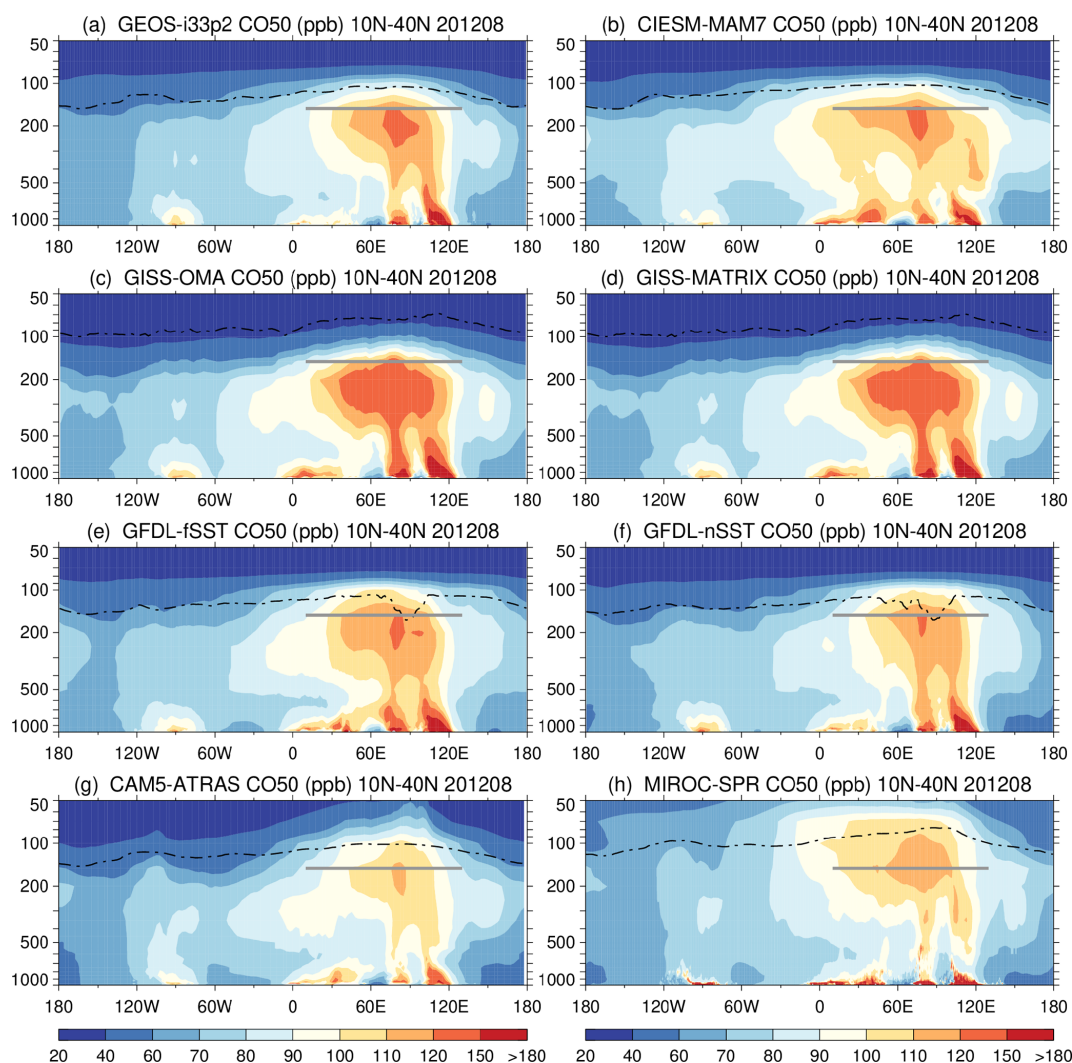 (a) GEOS-i33p2 CO50 (ppb) 10N-40N 201208
(b) CIESM-MAM7 CO50 (ppb) 10N-40N 201208
50
100
200
500
1000
180 120W 60W 0 60E 120E 180
50
100
200
500
1000
180 120W 60W 0 60E 120E 180
(c) GISS-OMA CO50 (ppb) 10N-40N 201208
(d) GISS-MATRIX CO50 (ppb) 10N-40N 201208
50
100
200
500
1000
180 120W 60W 0 60E 120E 180
50
100
200
500
1000
180 120W 60W 0 60E 120E 180
(e) GFDL-fSST CO50 (ppb) 10N-40N 201208
(f) GFDL-nSST CO50 (ppb) 10N-40N 201208
50
100
200
500
1000
180 120W 60W 0 60E 120E 180
50
100
200
500
1000
180 120W 60W 0 60E 120E 180
(g) CAM5-ATRAS CO50 (ppb) 10N-40N 201208
(h) MIROC-SPR CO50 (ppb) 10N-40N 201208
50
100
200
500
1000
180 120W 60W 0 60E 120E 180
50
100
200
500
1000
180 120W 60W 0 60E 120E 180
20 40 60 70 80 90 100 110 120 150 >180
20 40 60 70 80 90 100 110 120 150 >180